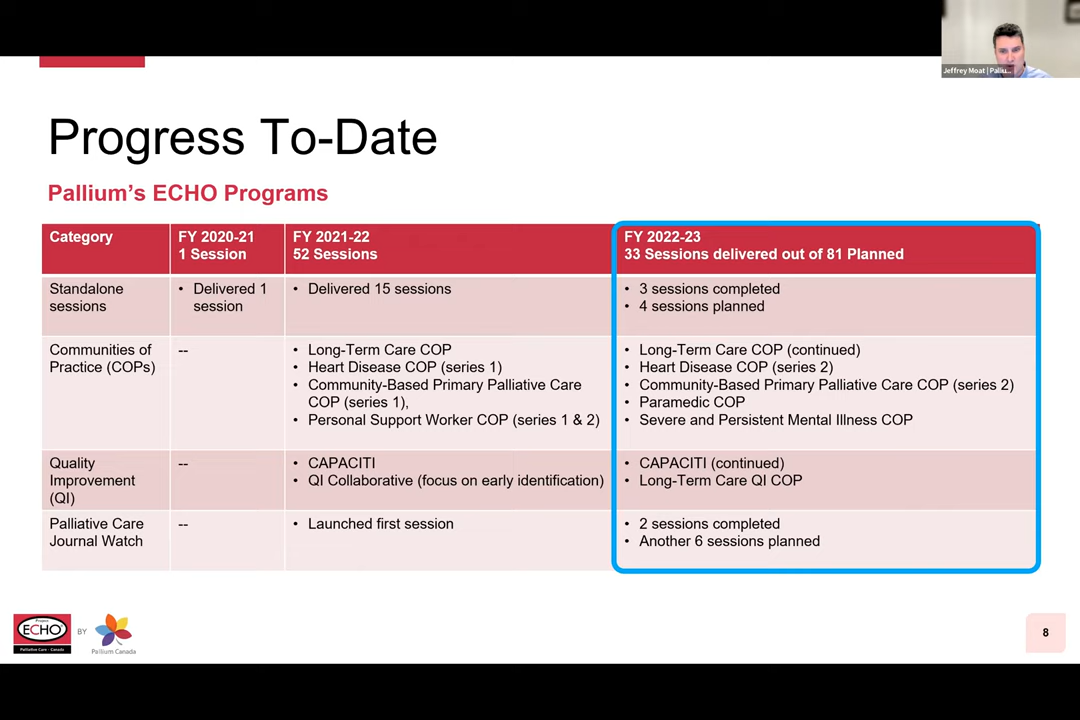 Jeffrey Moat | Palliu...
Progress To-Date
Pallium's ECHO Programs
Category
FY 2020-21
1 Session
FY 2021-22
52 Sessions
FY 2022-23
33 Sessions delivered out of 81 Planned
Standalone
sessions
• Delivered 1
session
• Delivered 15 sessions
• 3 sessions completed
• 4 sessions planned
Communities of
Practice (COPs)
--
• Long-Term Care COP
• Heart Disease COP (series 1)
• Community-Based Primary Palliative Care
COP (series 1),
• Personal Support Worker COP (series 1 & 2)
• Long-Term Care COP (continued)
• Heart Disease COP (series 2)
• Community-Based Primary Palliative Care COP (series 2)
• Paramedic COP
• Severe and Persistent Mental Illness COP
Quality
Improvement
(QI)
--
• CAPACITI
• QI Collaborative (focus on early identification)
• CAPACITI (continued)
• Long-Term Care QI COP
Palliative Care
Journal Watch
--
• Launched first session
• 2 sessions completed
• Another 6 sessions planned
Project
ECHO
Palliative Care - Canada
BY
Pallium Canada
8